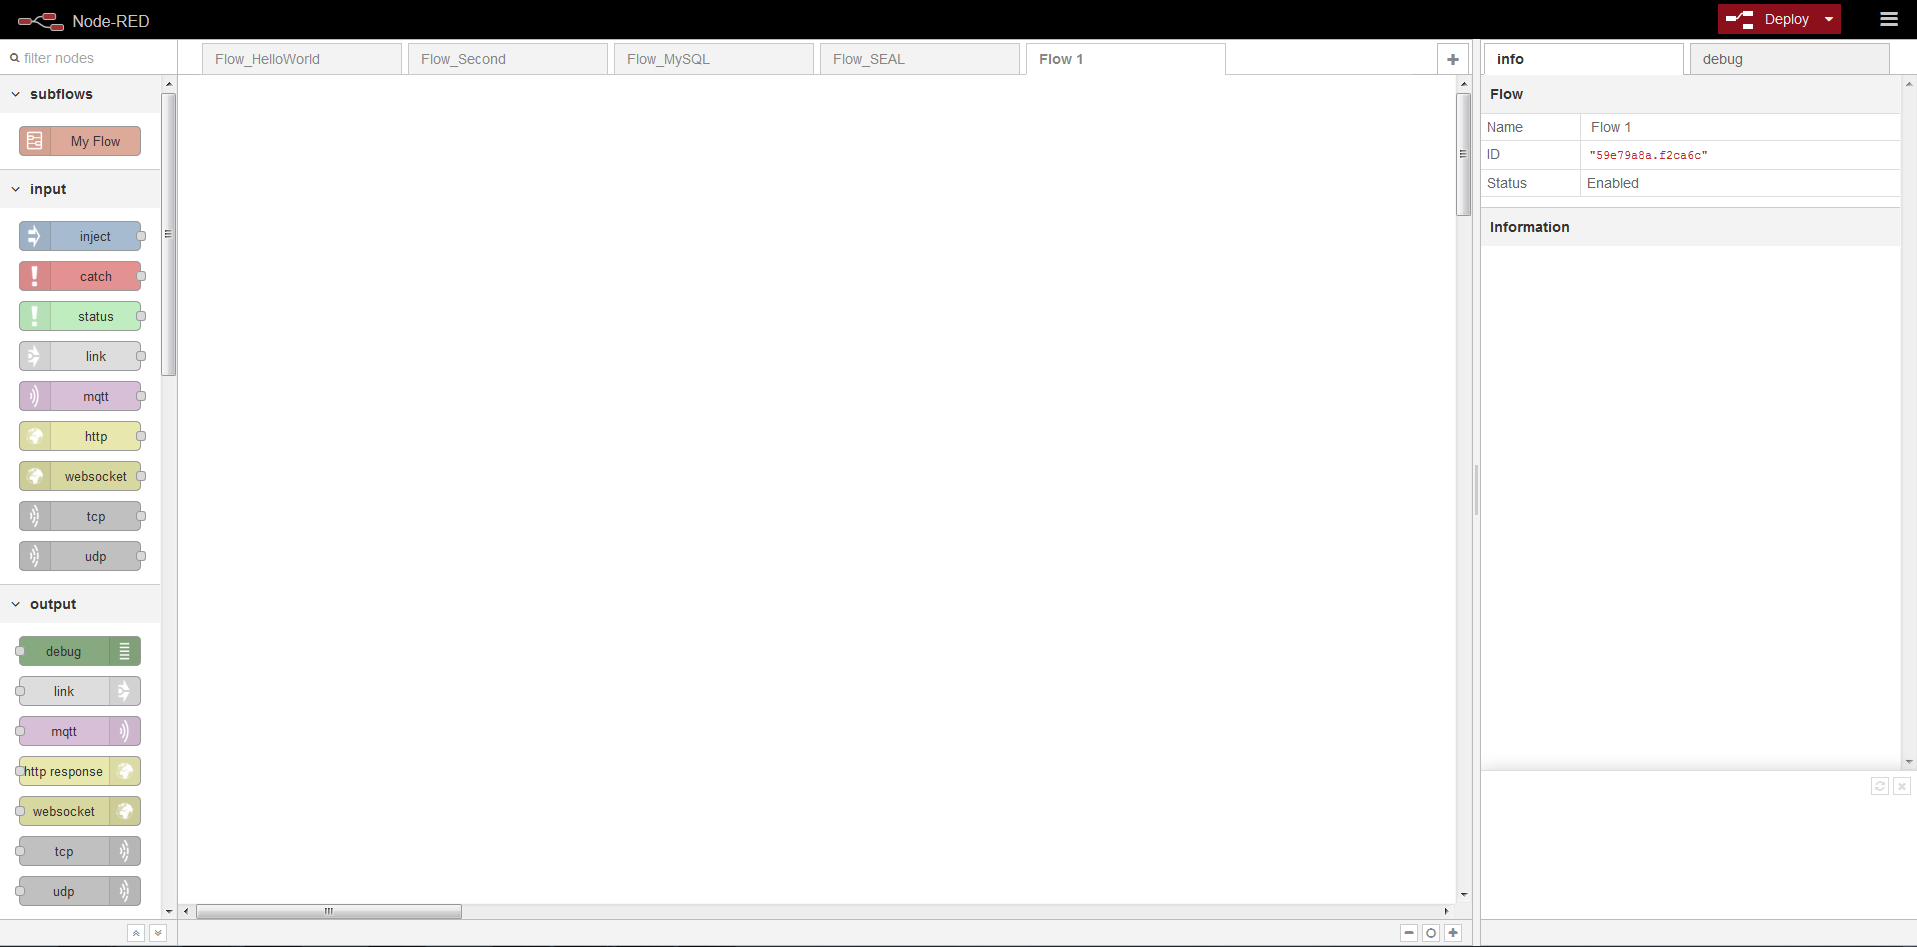 Node-RED
Deploy
filter nodes
Flow_HelloWorld
Flow_Second
Flow_MySQL
Flow_SEAL
Flow 1
info
debug
subflows
My Flow
input
inject
catch
status
link
mqtt
http
websocket
tcp
udp
output
debug
link
mqtt
http response
websocket
tcp
udp
Flow
Name Flow 1
ID "59e79a8a.f2ca6c"
Status Enabled
Information